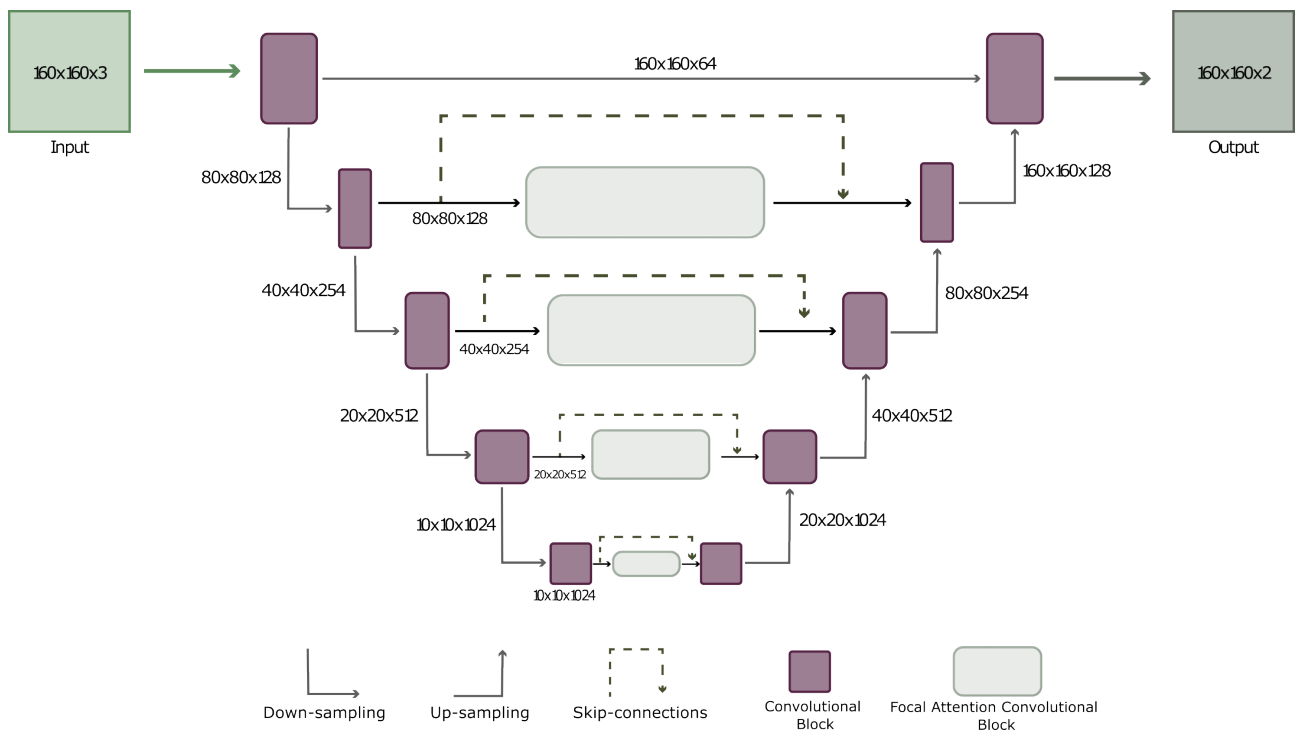 160x160x3
Input
160x160x64
160x160x2
Output
80x80x128
80x80x128
160x160x128
40x40x254
40x40x254
80x80x254
20x20x512
20x20x512
40x40x512
10x10x1024
10x10x1024
20x20x1024
Down-sampling
Up-sampling
Skip-connections
Convolutional
Block
Focal Attention Convolutional
Block